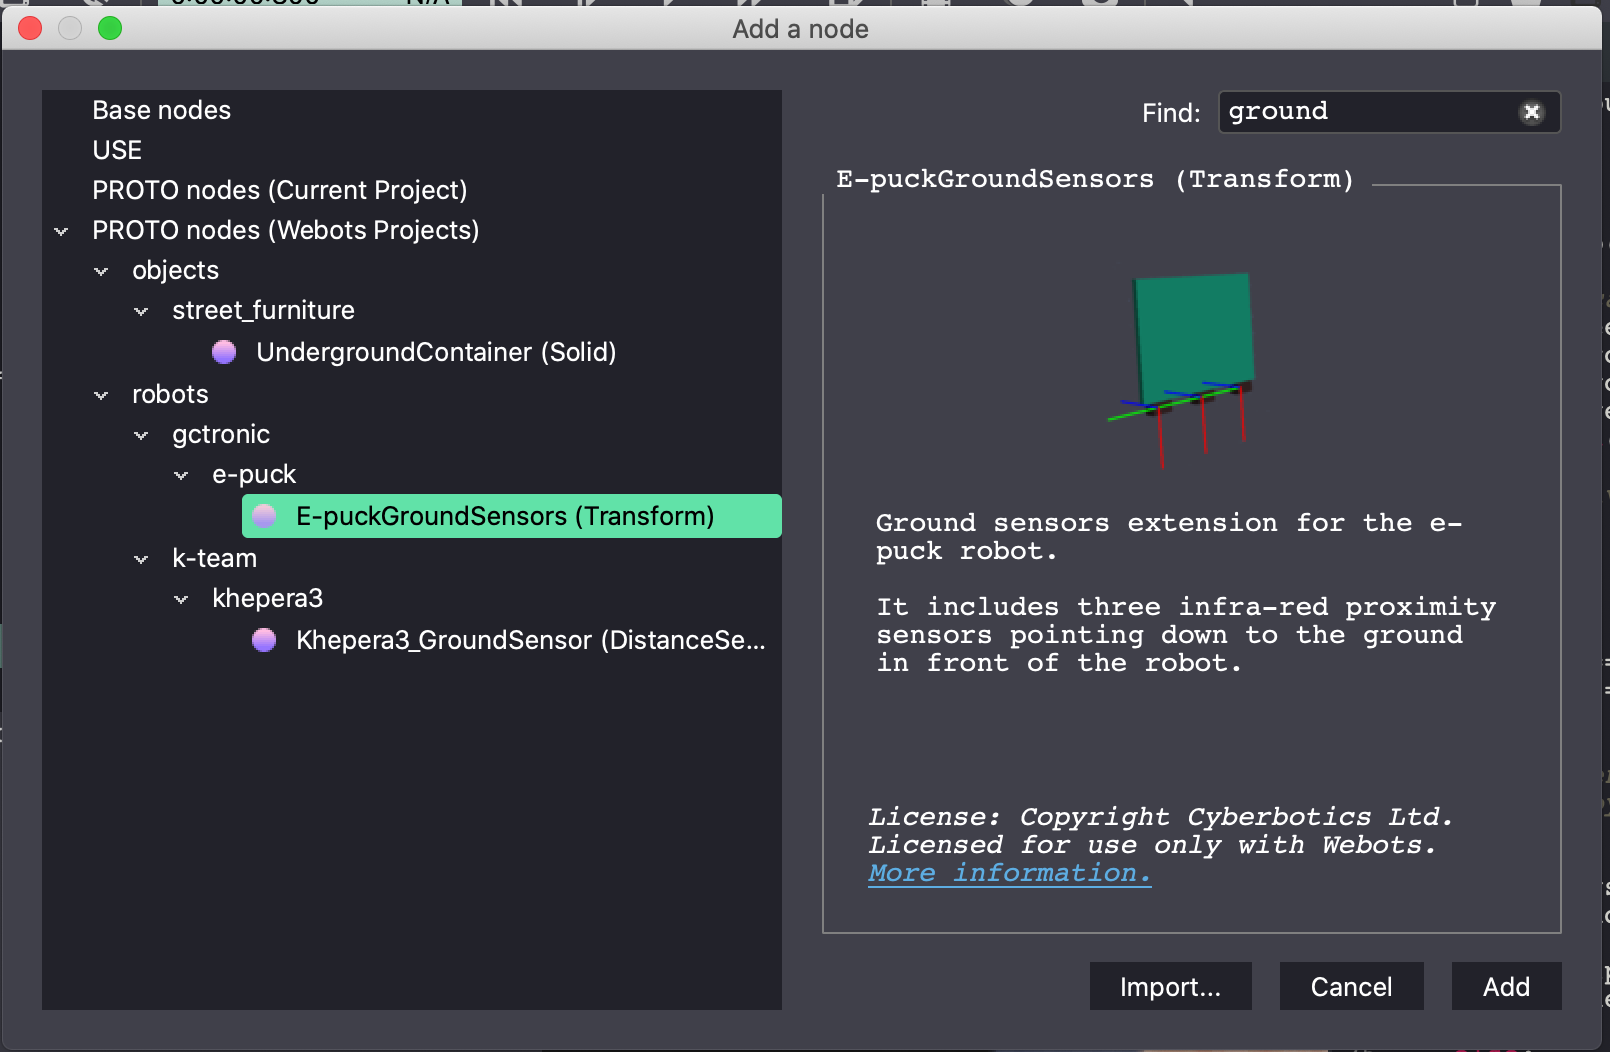 Add a node
Base nodes
USE
PROTO nodes (Current Project)
PROTO nodes (Webots Projects)
objects
street_furniture
UndergroundContainer (Solid)
robots
gctronic
e-puck
E-puckGroundSensors (Transform)
k-team
khepera3
Khepera3_GroundSensor (DistanceSe...
Find: ground
E-puckGroundSensors (Transform)
Ground sensors extension for the e-
puck robot.
It includes three infra-red proximity
sensors pointing down to the ground
in front of the robot.
License: Copyright Cyberbotics Ltd.
Licensed for use only with Webots.
More information.
Import...
Cancel
Add